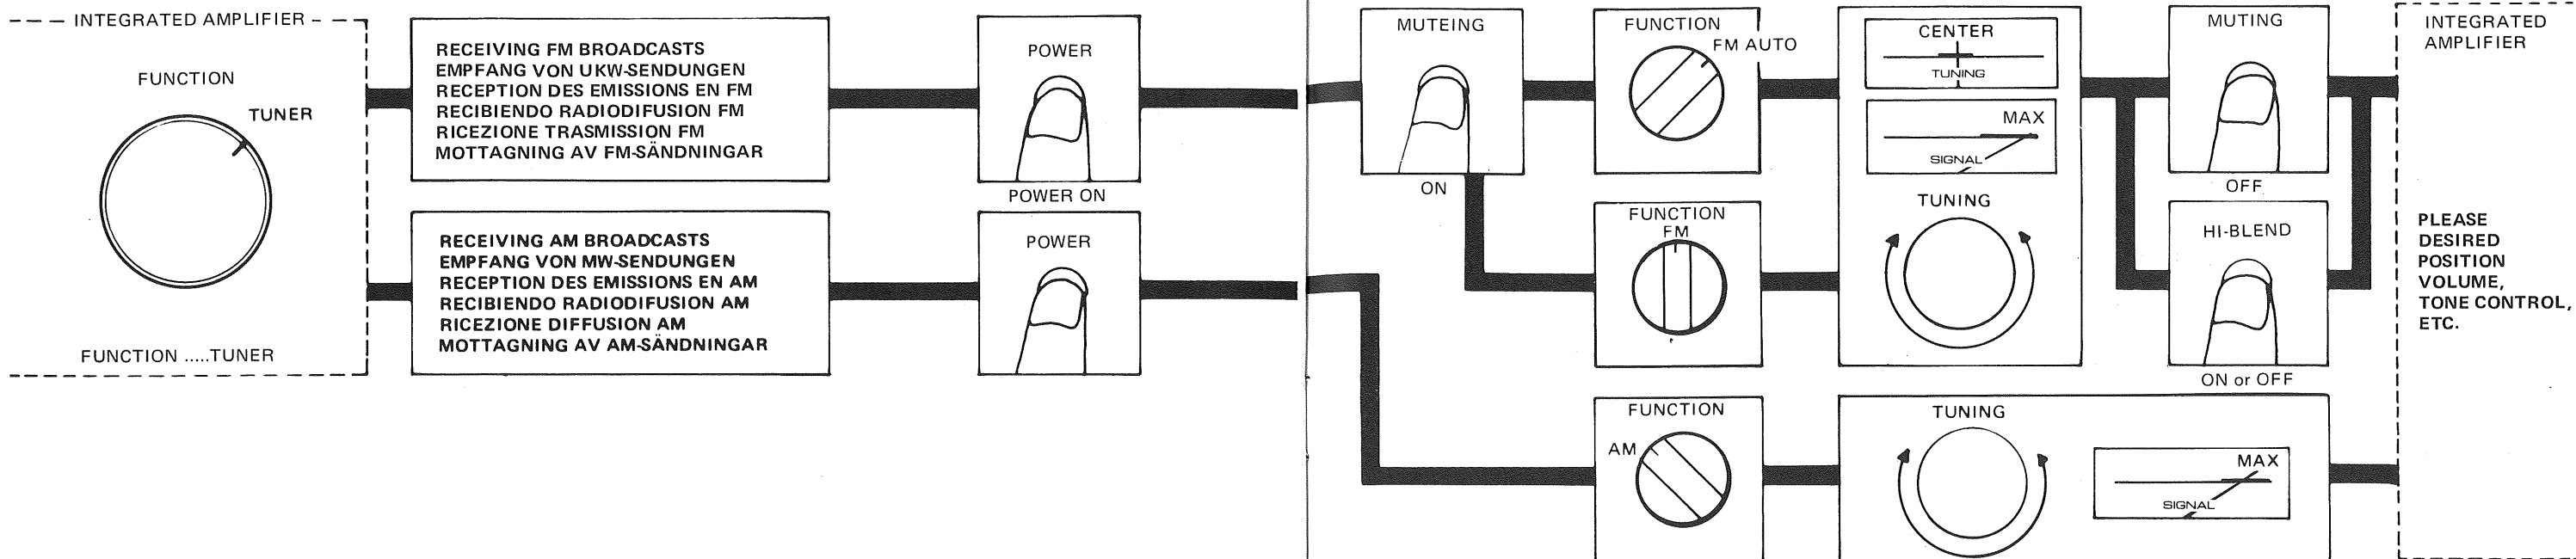 INTEGRATED AMPLIFIER
FUNCTION
TUNER
FUNCTION .....TUNER
RECEIVING FM BROADCASTS
EMPFANG VON UKW-SENDUNGEN
RECEPTION DES EMISSIONS EN FM
RECIBIENDO RADIODIFUSION FM
RICEZIONE TRASMISSION FM
MOTTAGNING AV FM-SÄNDNINGAR
POWER
POWER ON
RECEIVING AM BROADCASTS
EMPFANG VON MW-SENDUNGEN
RECEPTION DES EMISSIONS EN AM
RECIBIENDO RADIODIFUSION AM
RICEZIONE DIFFUSION AM
MOTTAGNING AV AM-SÄNDNINGAR
POWER
MUTEING
ON
FUNCTION
FM AUTO
FUNCTION
FM
CENTER
TUNING
MAX
SIGNAL
TUNING
MUTING
OFF
HI-BLEND
ON or OFF
FUNCTION
AM
TUNING
MAX
SIGNAL
INTEGRATED
AMPLIFIER
PLEASE
DESIRED
POSITION
VOLUME,
TONE CONTROL,
ETC.